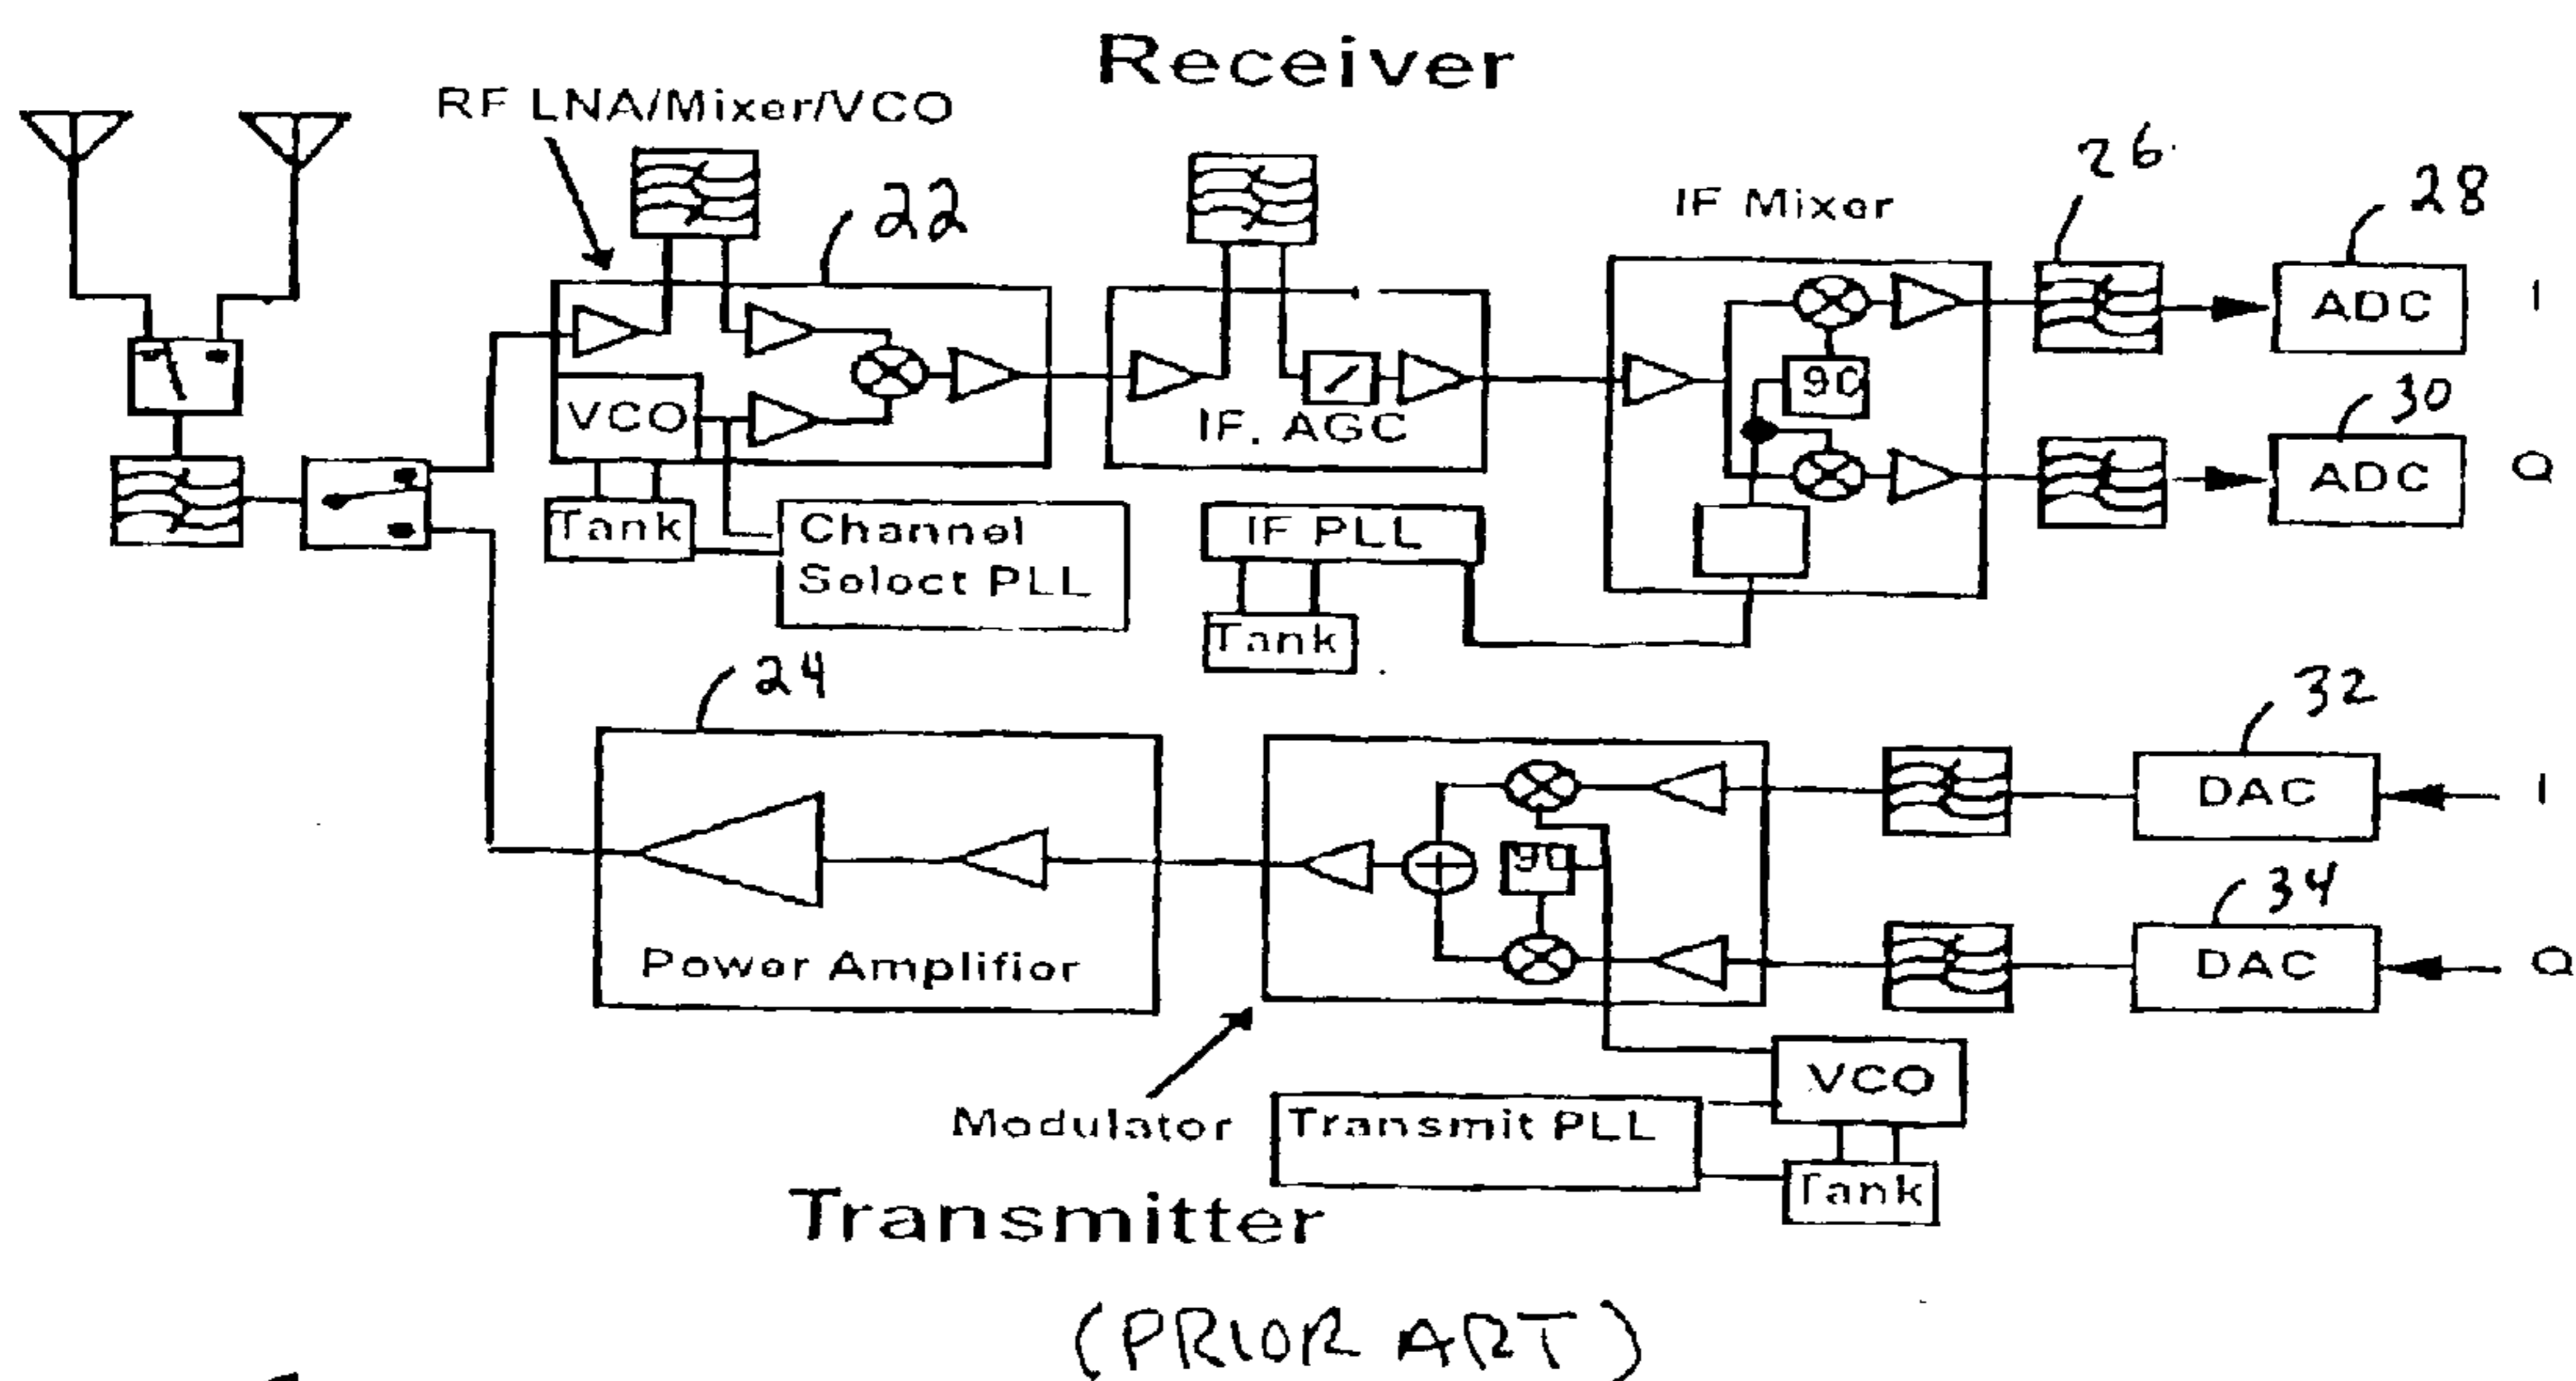 Receiver
RF LNA/Mixer/VCO
22
IF Mixer
26
28
ADC
I
VCO
IF. AGC
90
30
ADC
Q
Tank
Channel
Select PLL
IF PLL
Tank
24
Power Amplifier
90
32
DAC
I
34
DAC
Q
Modulator
VCO
Transmit PLL
Tank
Transmitter
(PRIOR ART)